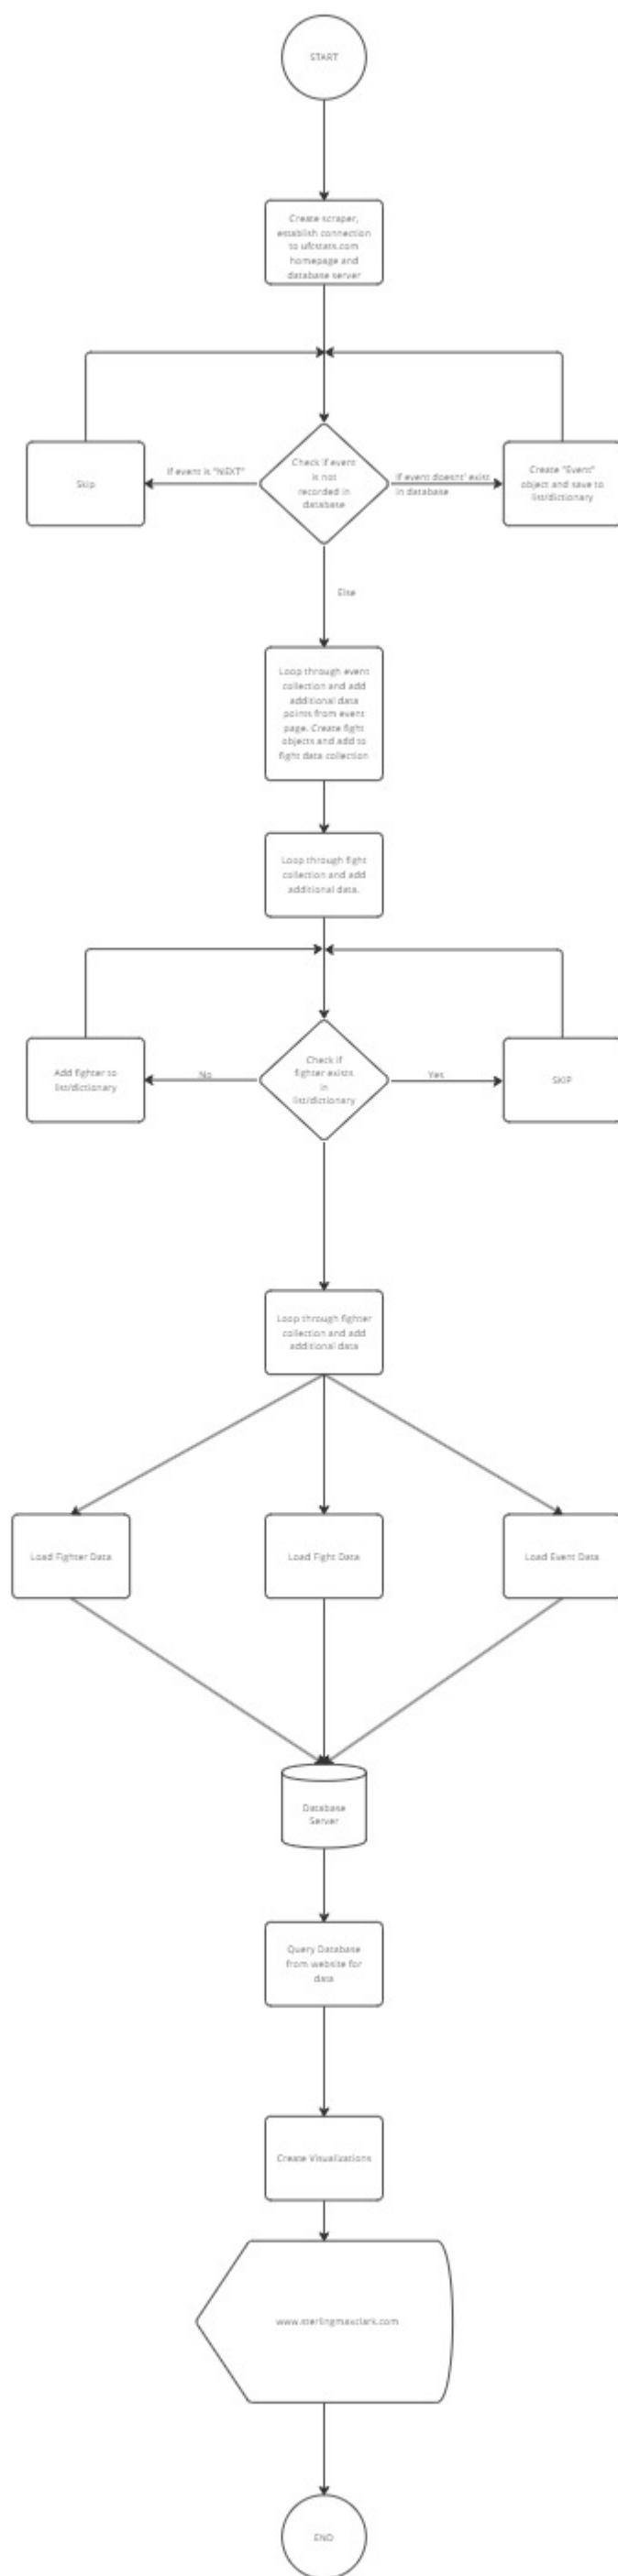 START
Create scraper,
establish connection
to ufcstats.com
homepage and
database server
Skip
If event is "NEXT"
Check if event
is not
recorded in
database
If event doesnt' exist
in database
Create "Event"
object and save to
list/dictionary
Else
Loop through event
collection and add
additional data
points from event
page. Create fight
objects and add to
fight data collection
Loop through fight
collection and add
additional data.
Add fighter to
list/dictionary
No
Check if
fighter exists
in
list/dictionary
Yes
SKIP
Loop through fighter
collection and add
additional data
Load Fighter Data
Load Fight Data
Load Event Data
Database
Server
Query Database
from website for
data
Create Visualizations
www.sterlingmaxclark.com
END